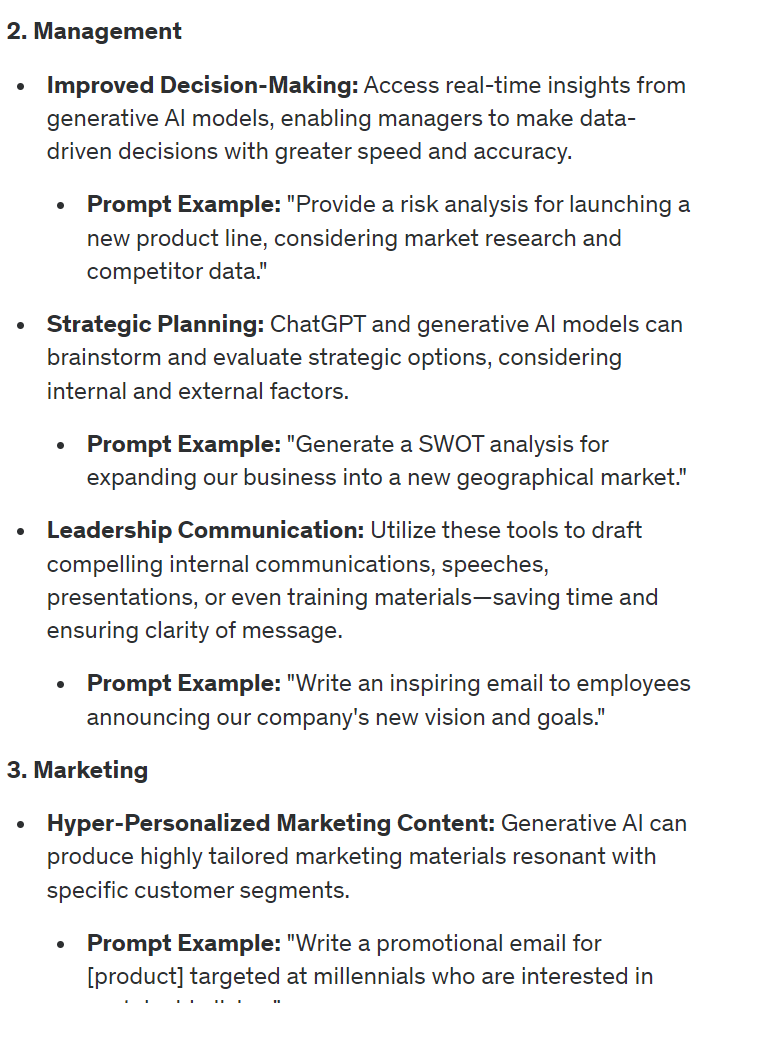 2. Management
• Improved Decision-Making: Access real-time insights from
generative AI models, enabling managers to make data-
driven decisions with greater speed and accuracy.
• Prompt Example: "Provide a risk analysis for launching a
new product line, considering market research and
competitor data."
• Strategic Planning: ChatGPT and generative AI models can
brainstorm and evaluate strategic options, considering
internal and external factors.
• Prompt Example: "Generate a SWOT analysis for
expanding our business into a new geographical market."
• Leadership Communication: Utilize these tools to draft
compelling internal communications, speeches,
presentations, or even training materials—saving time and
ensuring clarity of message.
• Prompt Example: "Write an inspiring email to employees
announcing our company's new vision and goals."
3. Marketing
• Hyper-Personalized Marketing Content: Generative AI can
produce highly tailored marketing materials resonant with
specific customer segments.
• Prompt Example: "Write a promotional email for
[product] targeted at millennials who are interested in